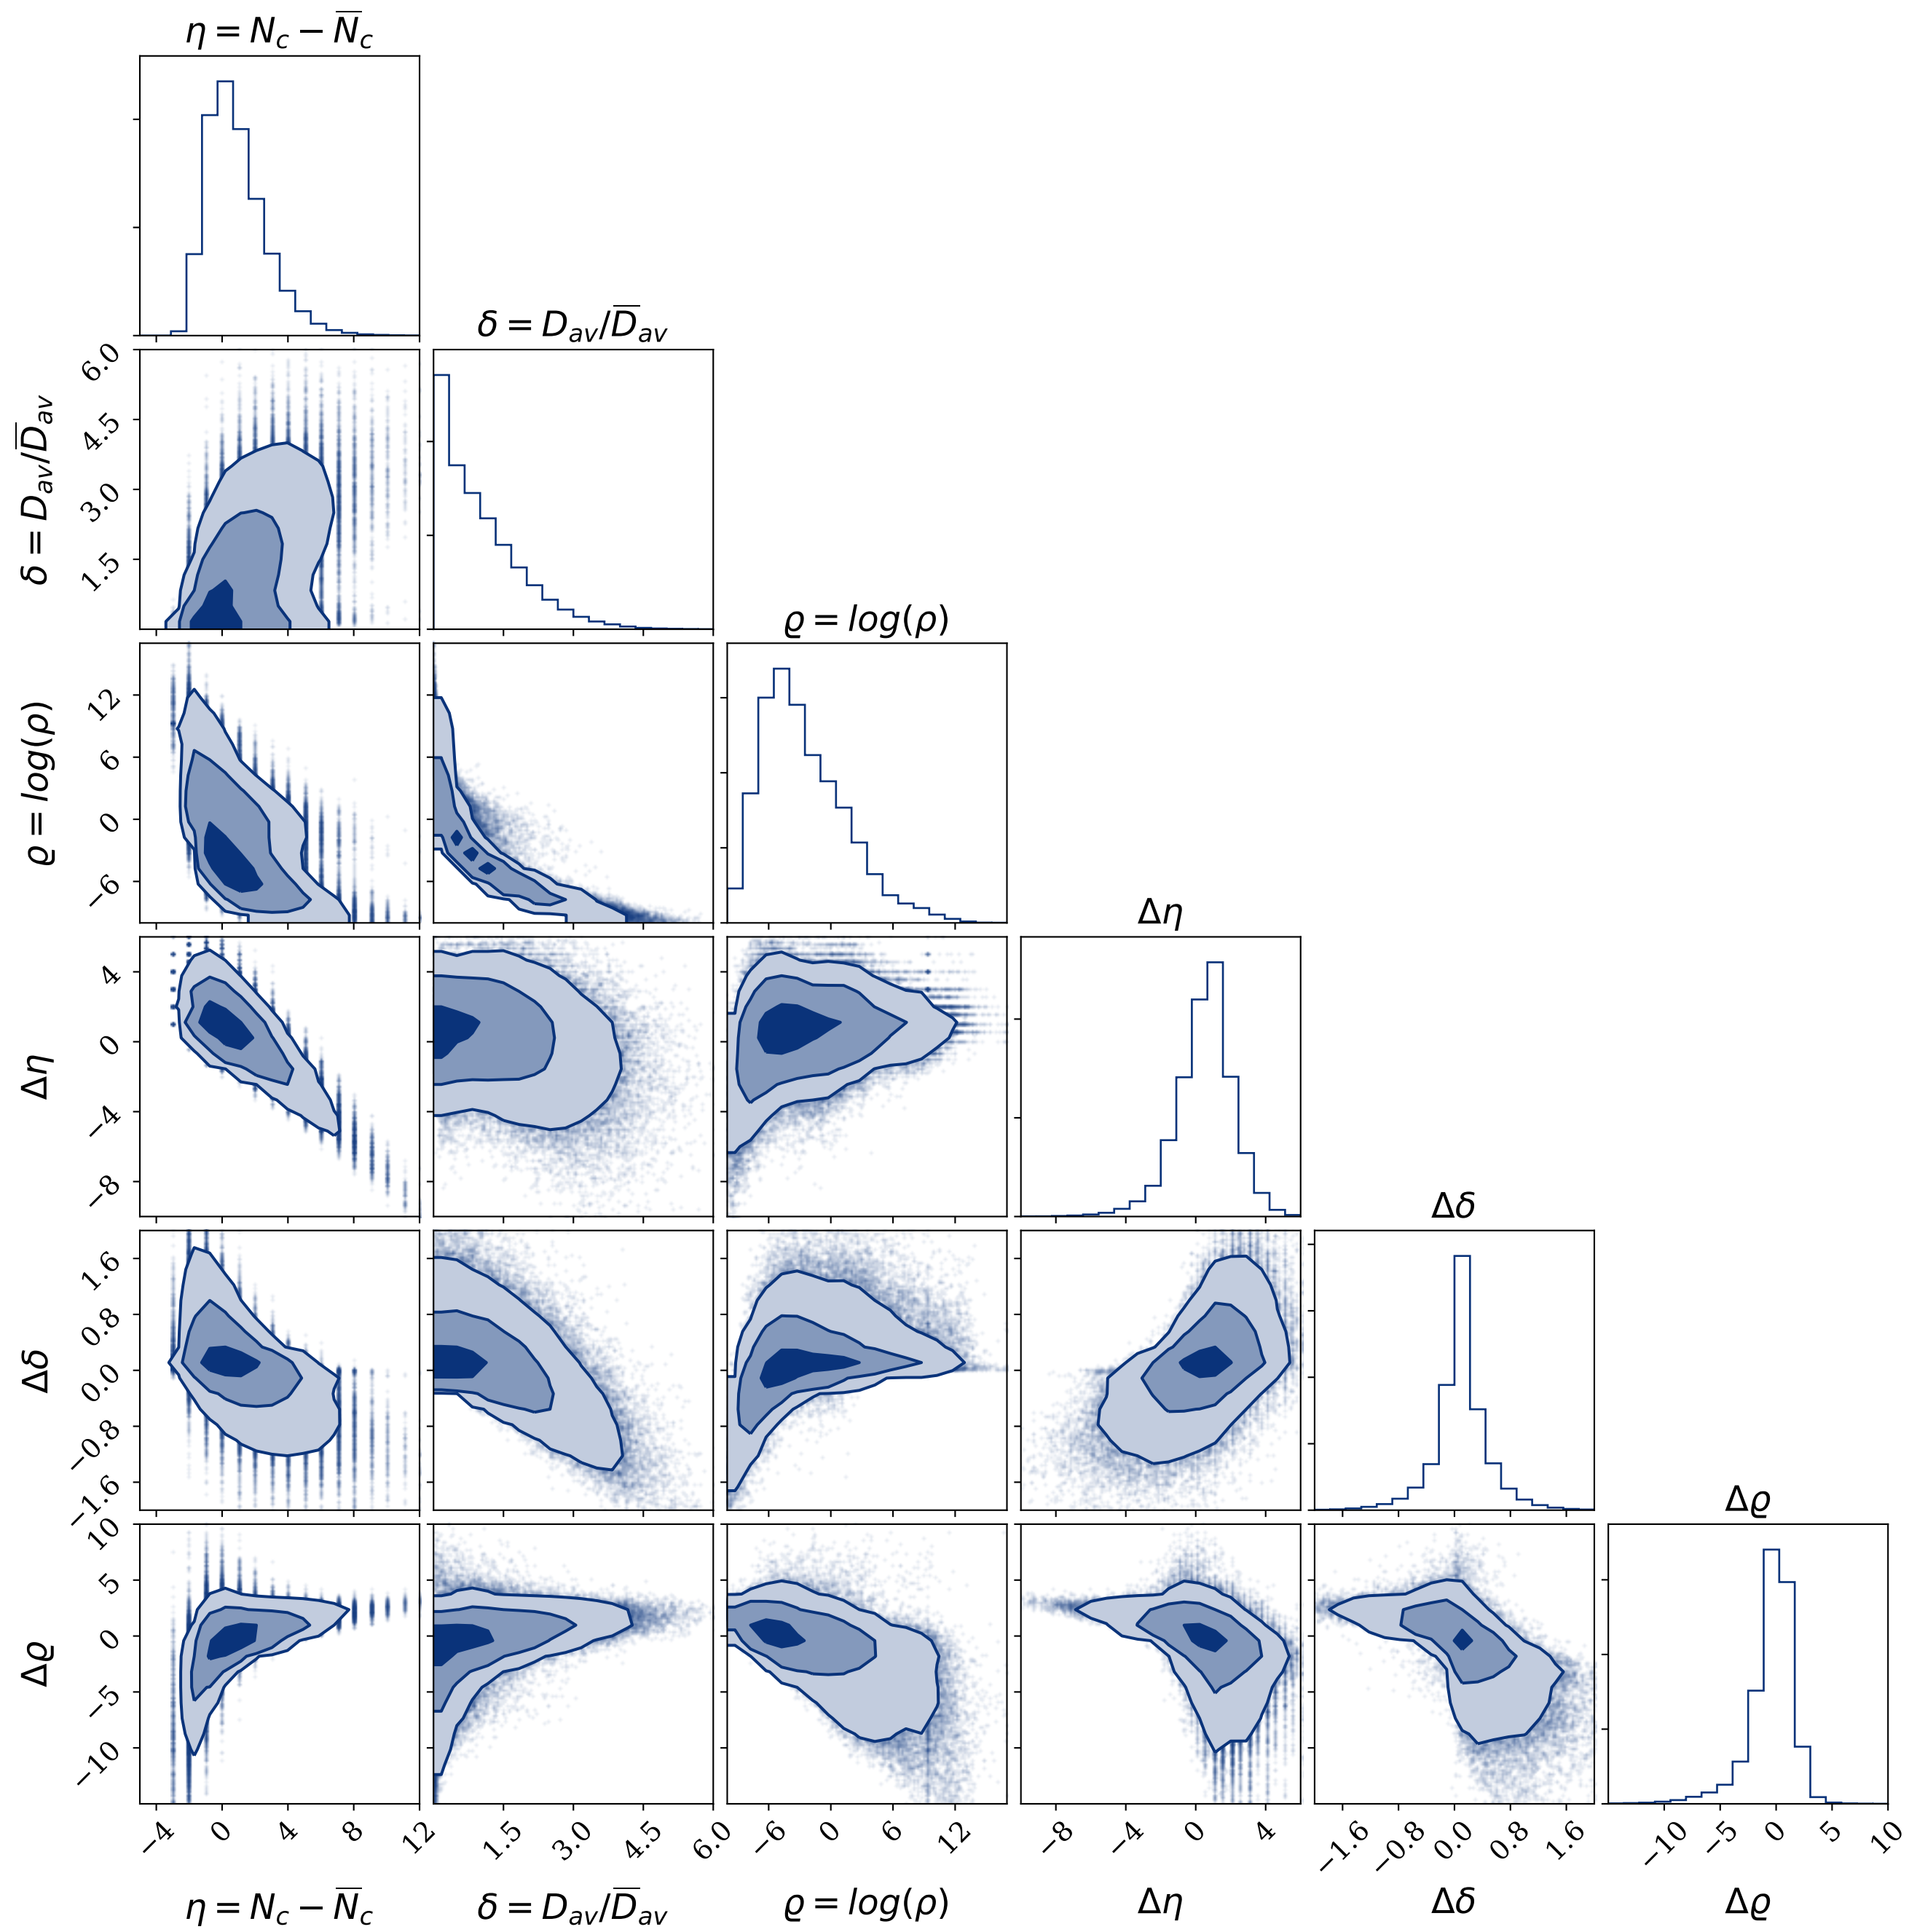 η = N_c − N̅_c
δ = D_av/D̅_av
ϱ = log(ρ)
Δη
Δδ
Δϱ
δ = D_av/D̅_av
6.0
4.5
3.0
1.5
ϱ = log(ρ)
12
6
0
−6
Δη
4
0
−4
−8
Δδ
1.6
0.8
0.0
−0.8
−1.6
Δϱ
10
5
0
−5
−10
−4 0 4 8 12 1.5 3.0 4.5 6.0 −6 0 6 12 −8 −4 0 4 −1.6 −0.8 0.0 0.8 1.6 −10 −5 0 5 10
η = N_c − N̅_c δ = D_av/D̅_av ϱ = log(ρ) Δη Δδ Δϱ